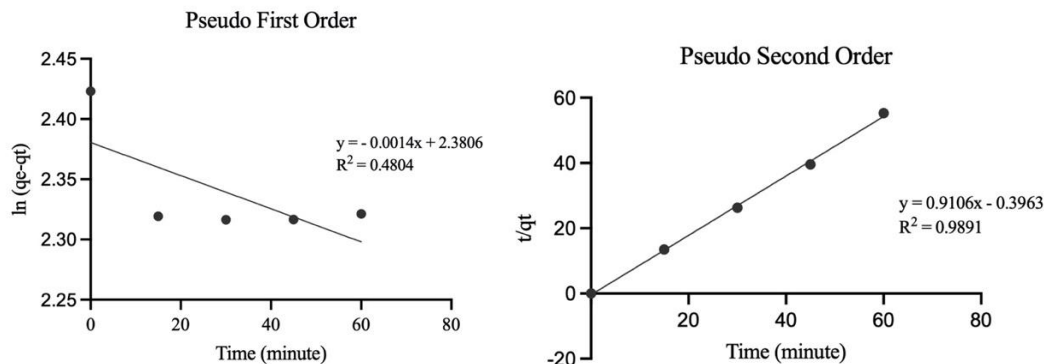 Pseudo First Order
2.45
2.40
2.35
2.30
2.25
ln (qe-qt)
y = - 0.0014x + 2.3806
R² = 0.4804
0
20
40
60
80
Time (minute)
Pseudo Second Order
60
40
20
0
-20
t/qt
y = 0.9106x - 0.3963
R² = 0.9891
20
40
60
80
Time (minute)